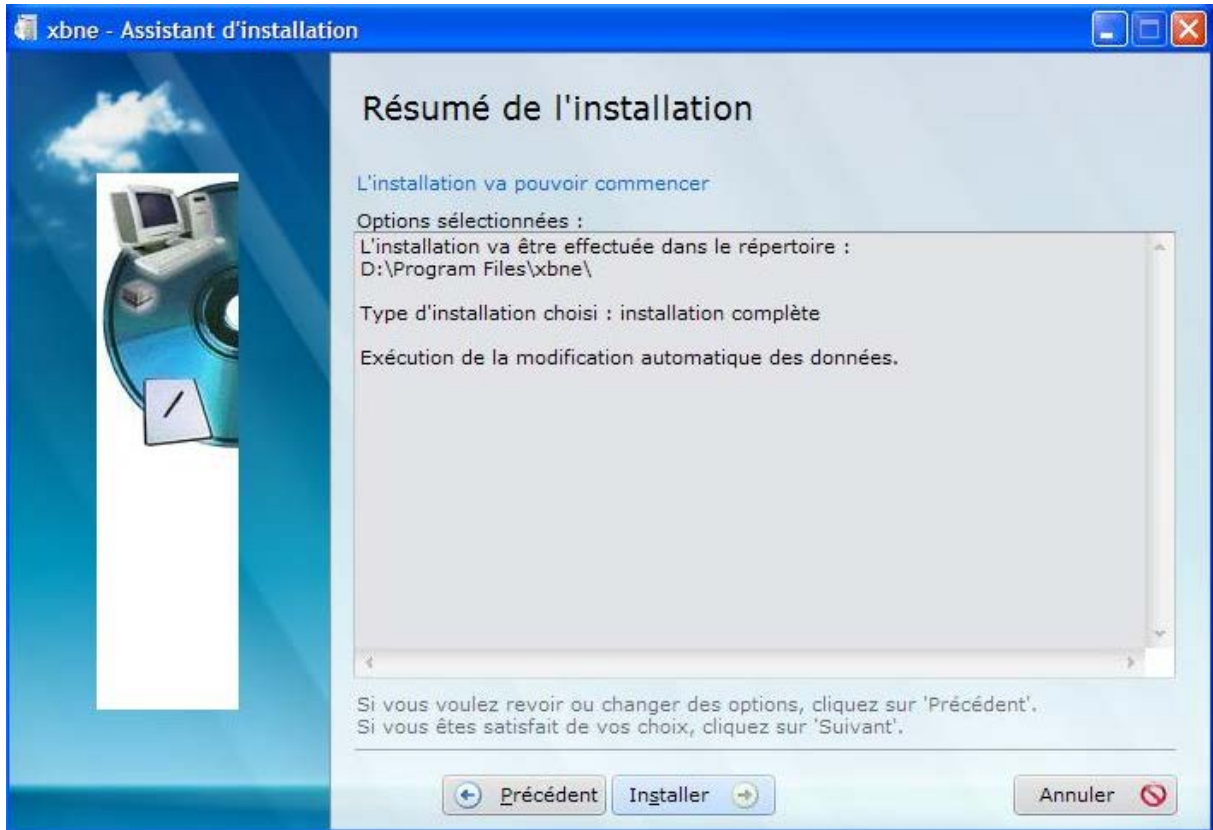 xbne - Assistant d'installation
Résumé de l'installation
L'installation va pouvoir commencer
Options sélectionnées :
L'installation va être effectuée dans le répertoire :
D:\Program Files\xbne\
Type d'installation choisi : installation complète
Exécution de la modification automatique des données.
Si vous voulez revoir ou changer des options, cliquez sur 'Précédent'.
Si vous êtes satisfait de vos choix, cliquez sur 'Suivant'.
Précédent
Installer
Annuler